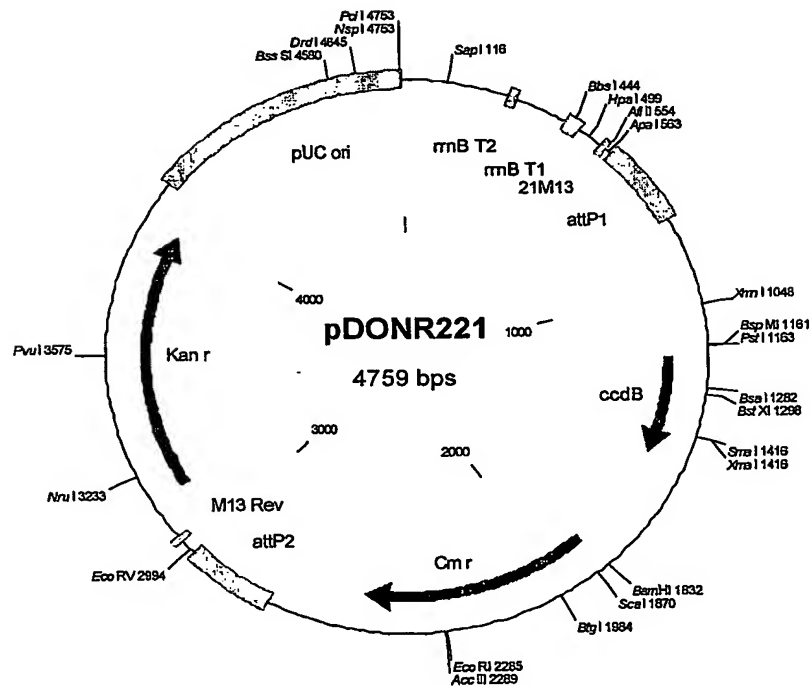 Pci I 4753
Nsp I 4753
Drd I 4645
Bss SI 4580
Sap I 116
Bbs I 444
Hpa I 499
Afl II 554
Apa I 563
pUC ori
rrnB T2
rrnB T1
21M13
attP1
4000
pDONR221
4759 bps
1000
Xmn I 1048
Bsp MI 1161
Pst I 1163
Pvu I 3575
Kan r
ccdB
Bsa I 1282
Bst XI 1298
Sma I 1416
Xma I 1416
3000
2000
Nru I 3233
M13 Rev
attP2
Eco RV 2994
Cm r
Bam HI 1832
Sca I 1870
Btg I 1984
Eco RI 2285
Acc III 2289